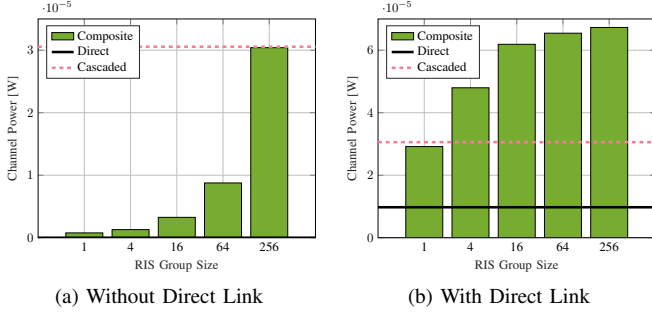 ·10⁻⁵
Composite
Direct
Cascaded
Channel Power [W]
3
2
1
0
1 4 16 64 256
RIS Group Size
(a) Without Direct Link
·10⁻⁵
Composite
Direct
Cascaded
Channel Power [W]
6
4
2
0
1 4 16 64 256
RIS Group Size
(b) With Direct Link